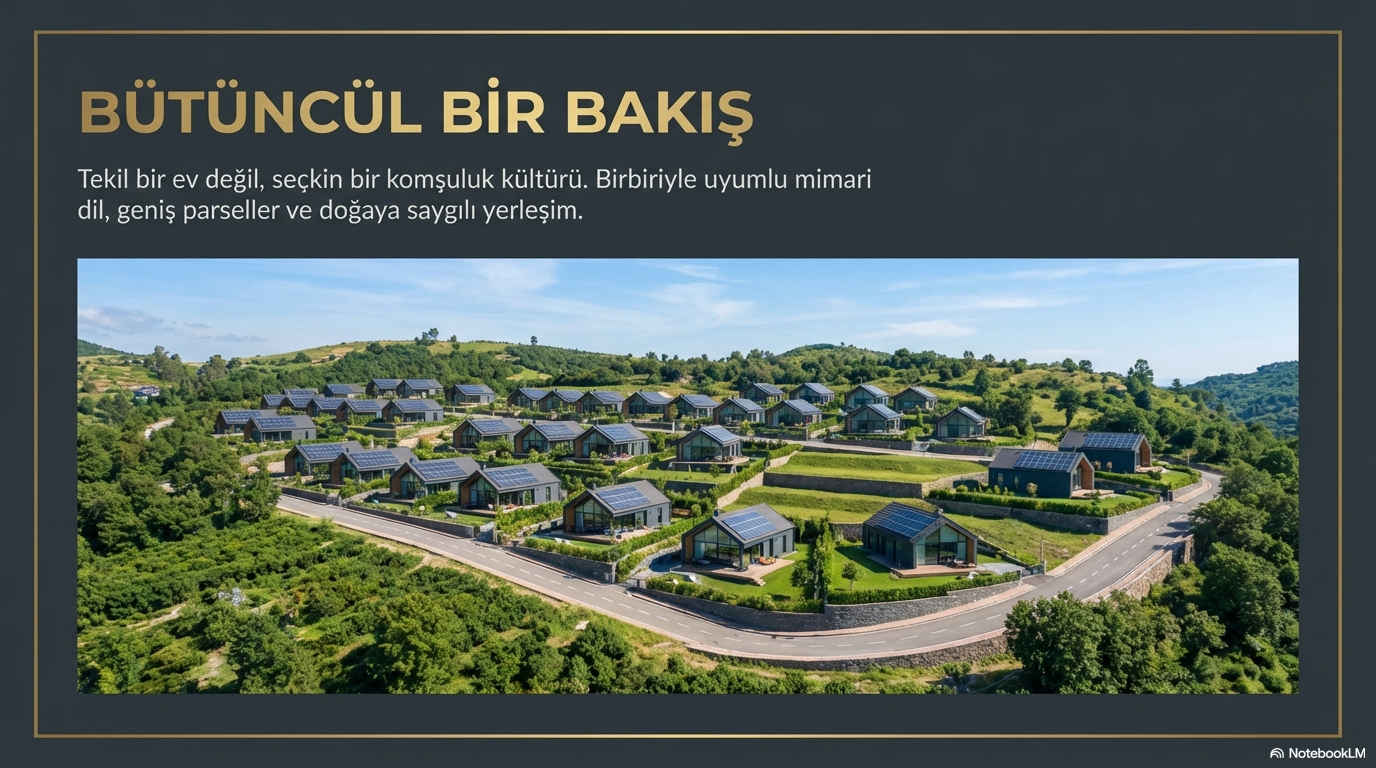 BÜTÜNCÜL BİR BAKIŞ
Tekil bir ev değil, seçkin bir komşuluk kültürü. Birbiriyle uyumlu mimari
dil, geniş parseller ve doğaya saygılı yerleşim.
NotebookLM